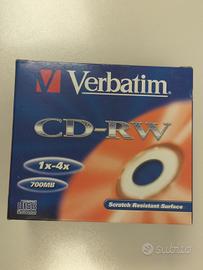 Verbatim
CD-RW
1x-4x
700MB
Scratch Resistant Surface
subito